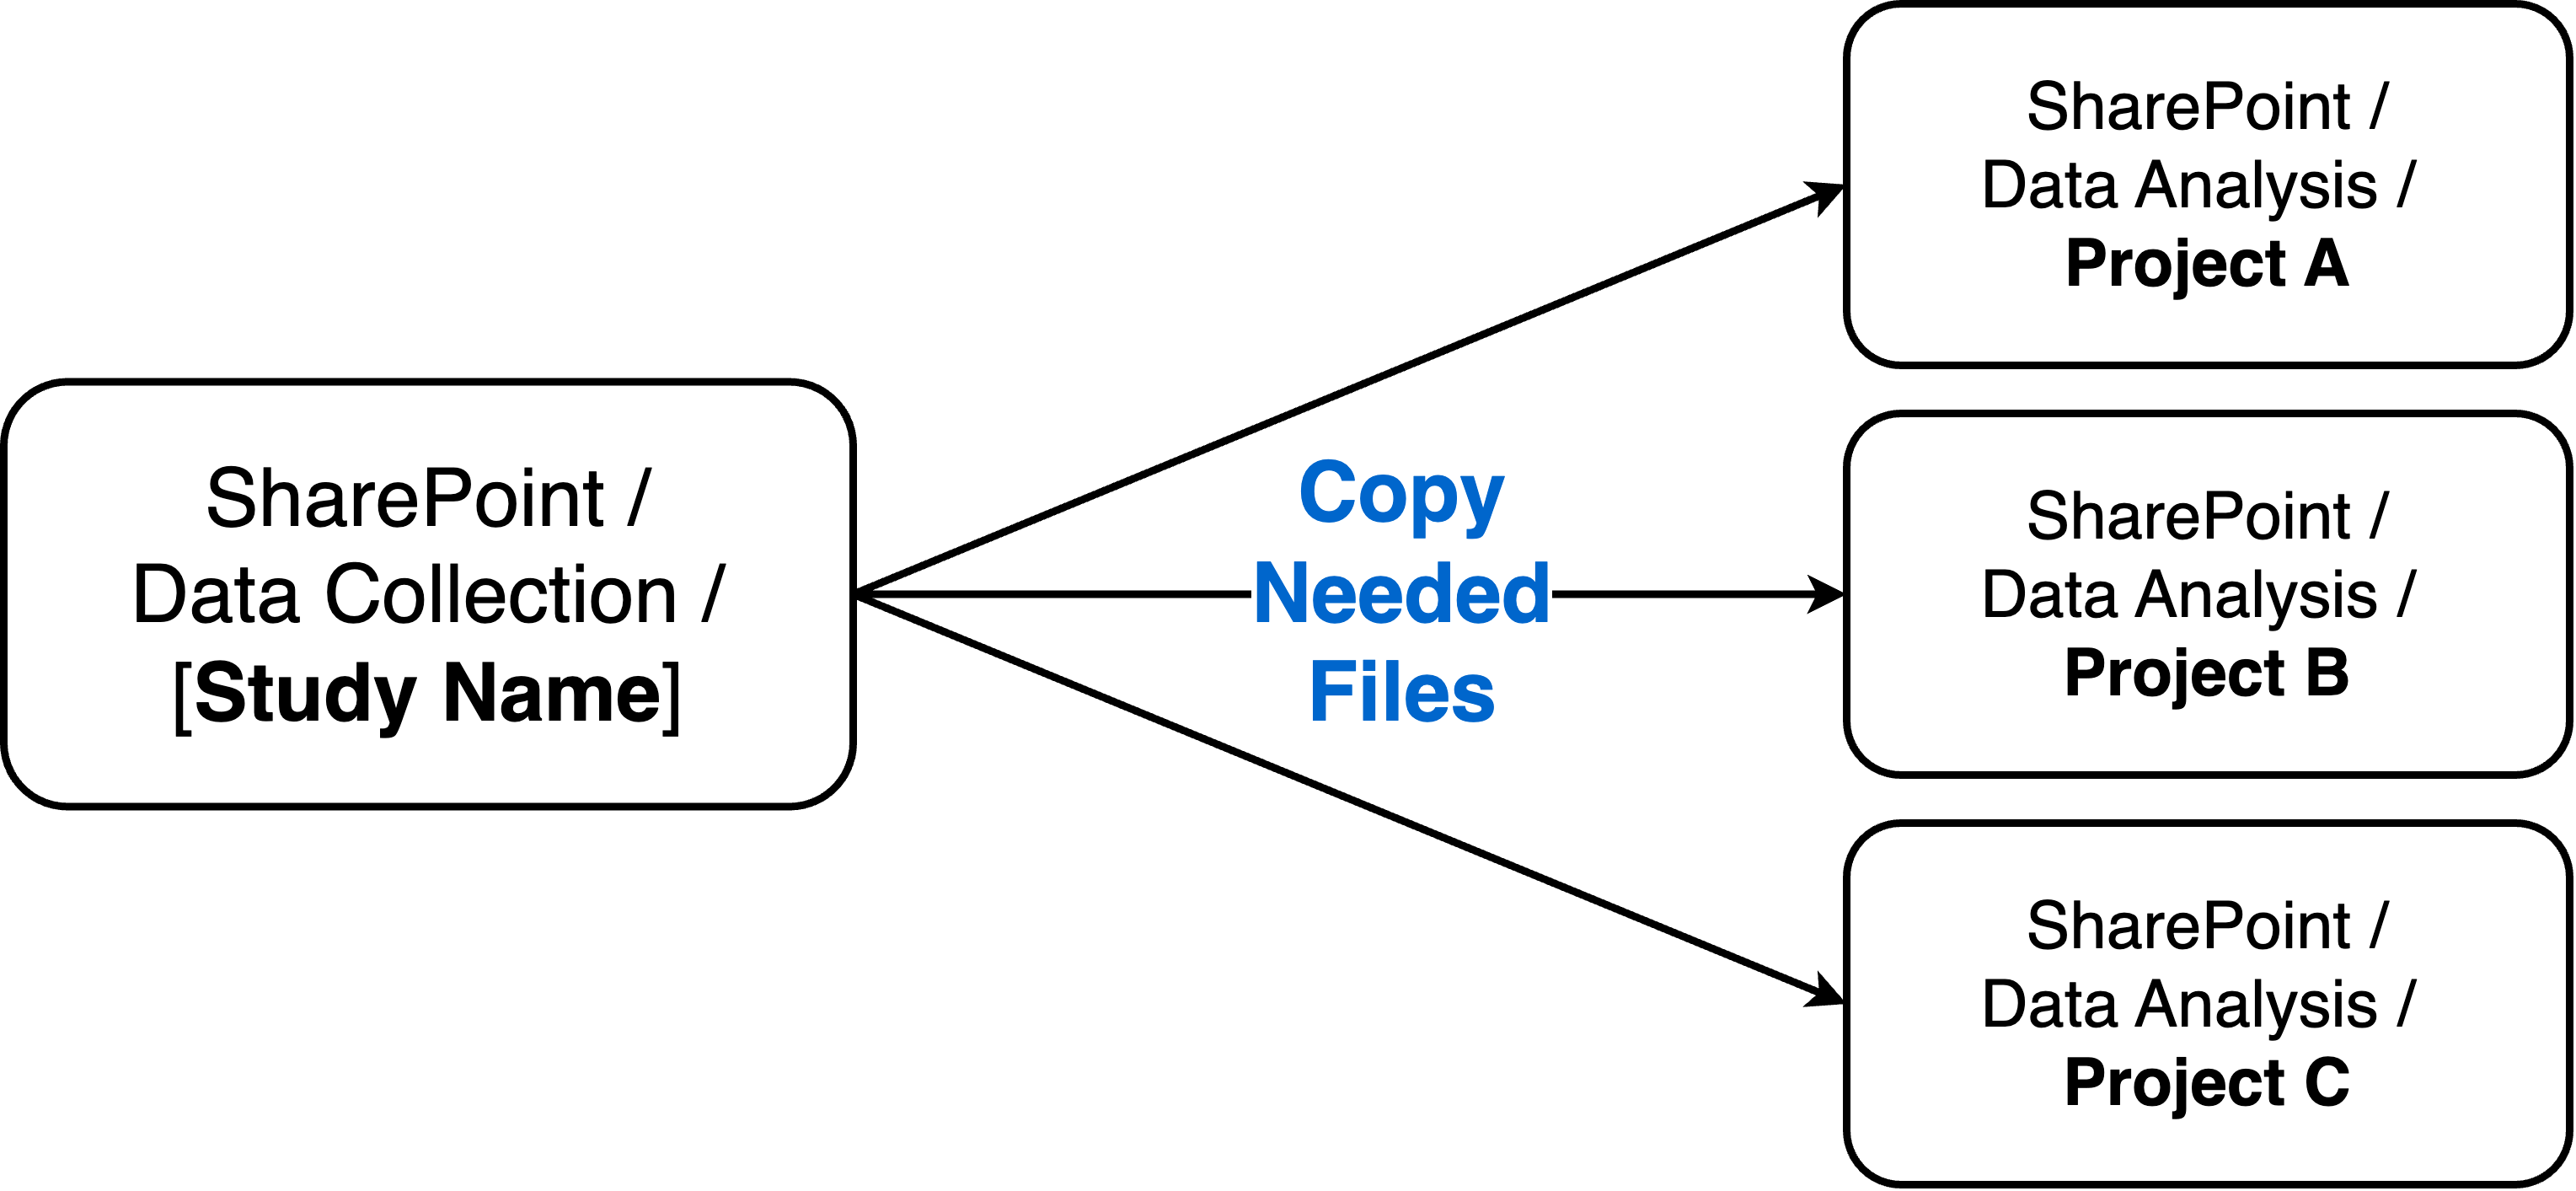 SharePoint /
Data Collection /
[Study Name]
Copy
Needed
Files
SharePoint /
Data Analysis /
Project A
SharePoint /
Data Analysis /
Project B
SharePoint /
Data Analysis /
Project C